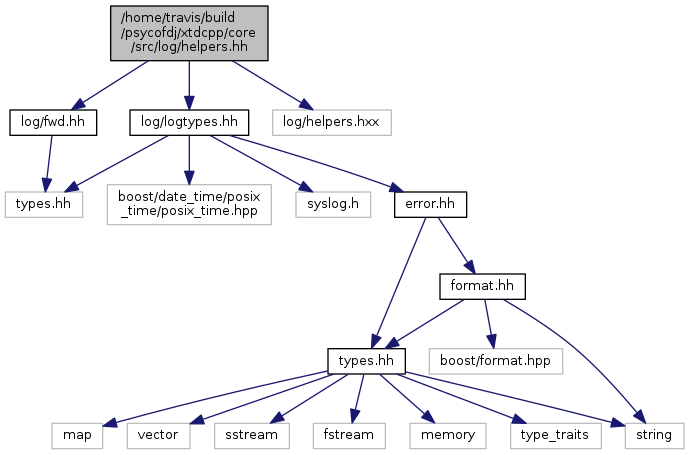 /home/travis/build
/psycofdj/xtdcpp/core
/src/log/helpers.hh
log/fwd.hh
log/logtypes.hh
log/helpers.hxx
types.hh
boost/date_time/posix
_time/posix_time.hpp
syslog.h
error.hh
format.hh
types.hh
boost/format.hpp
map
vector
sstream
fstream
memory
type_traits
string